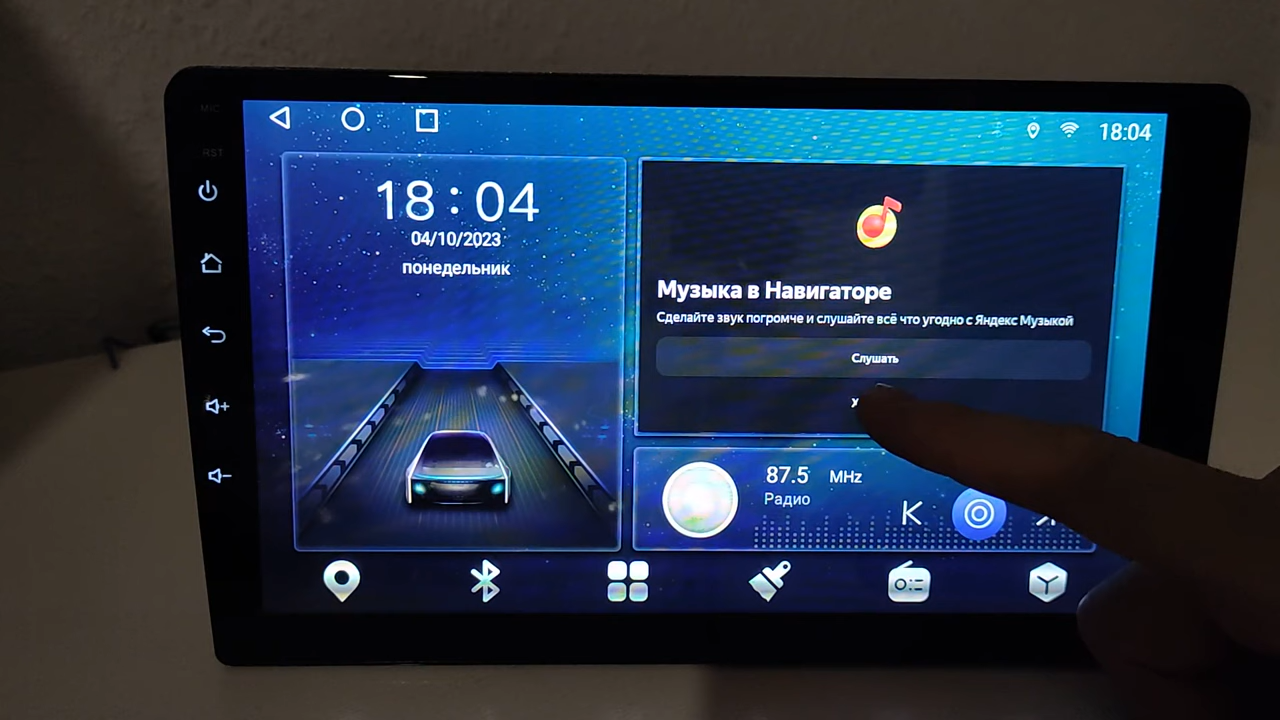 MIC
RST
18:04
18:04
04/10/2023
понедельник
Музыка в Навигаторе
Сделайте звук погромче и слушайте всё что угодно с Яндекс Музыкой
Слушать
87.5 MHz
Радио